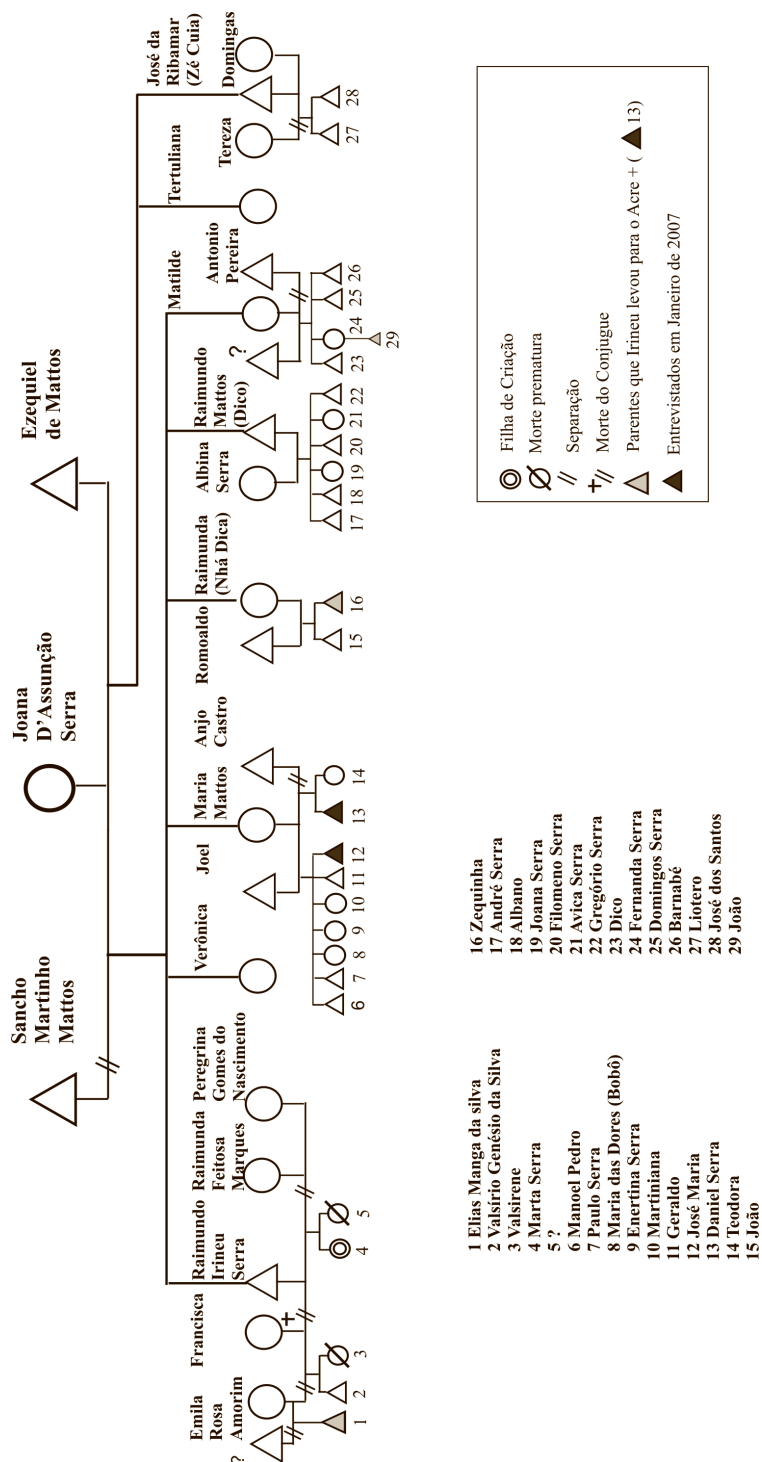 Sancho
Martinho
Mattos
Joana
D’Assunção
Serra
Ezequiel
de Mattos
?
Emila
Rosa
Amorim
Francisca
Raimundo
Irineu
Serra
Raimunda
Feitosa
Marques
Peregrina
Gomes do
Nascimento
Verônica
Joel
Maria
Mattos
Anjo
Castro
Romoaldo
Raimunda
(Nhá Dica)
Albina
Serra
Raimundo
Mattos
(Dico)
?
Matilde
Antonio
Pereira
Tertuliana
Tereza
José da
Ribamar
(Zé Cuia)
Domingas
1
2
3
4
5
6
7
8
9
10
11
12
13
14
15
16
17
18
19
20
21
22
23
24
25
26
27
28
29
1 Elias Manga da silva
2 Valsírio Genésio da Silva
3 Valsirene
4 Marta Serra
5 ?
6 Manoel Pedro
7 Paulo Serra
8 Maria das Dores (Bobô)
9 Enertina Serra
10 Martiniana
11 Geraldo
12 José Maria
13 Daniel Serra
14 Teodora
15 João
16 Zequinha
17 André Serra
18 Albano
19 Joana Serra
20 Filomeno Serra
21 Avica Serra
22 Gregório Serra
23 Dico
24 Fernanda Serra
25 Domingos Serra
26 Barnabé
27 Liotero
28 José dos Santos
29 João
Filha de Criação
Morte prematura
Separação
Morte do Conjugue
Parentes que Irineu levou para o Acre + ( 13)
Entrevistados em Janeiro de 2007